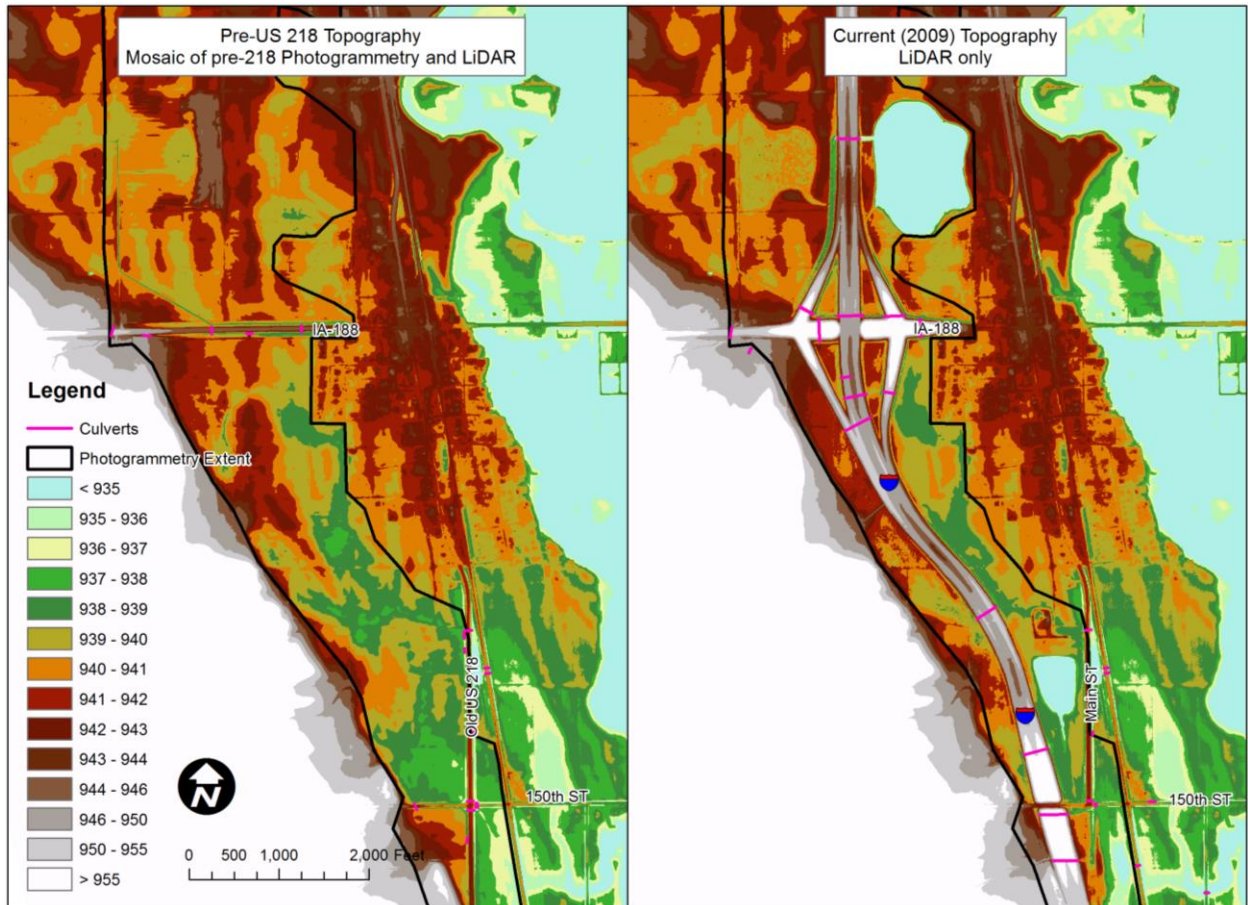 Pre-US 218 Topography
Mosaic of pre-218 Photogrammetry and LiDAR
Current (2009) Topography
LiDAR only
IA-188
IA-188
Legend
Culverts
Photogrammetry Extent
< 935
935 - 936
936 - 937
937 - 938
938 - 939
939 - 940
940 - 941
941 - 942
942 - 943
943 - 944
944 - 946
946 - 950
950 - 955
> 955
N
0 500 1,000 2,000 Feet
Old US 218
150th ST
Main ST
150th ST